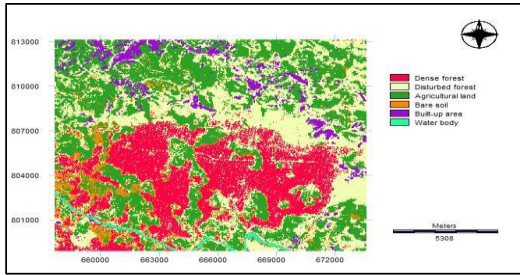 813000
810000
807000
804000
801000
660000
663000
666000
669000
672000
Dense forest
Disturbed forest
Agricultural land
Bare soil
Built-up area
Water body
Meters
5308